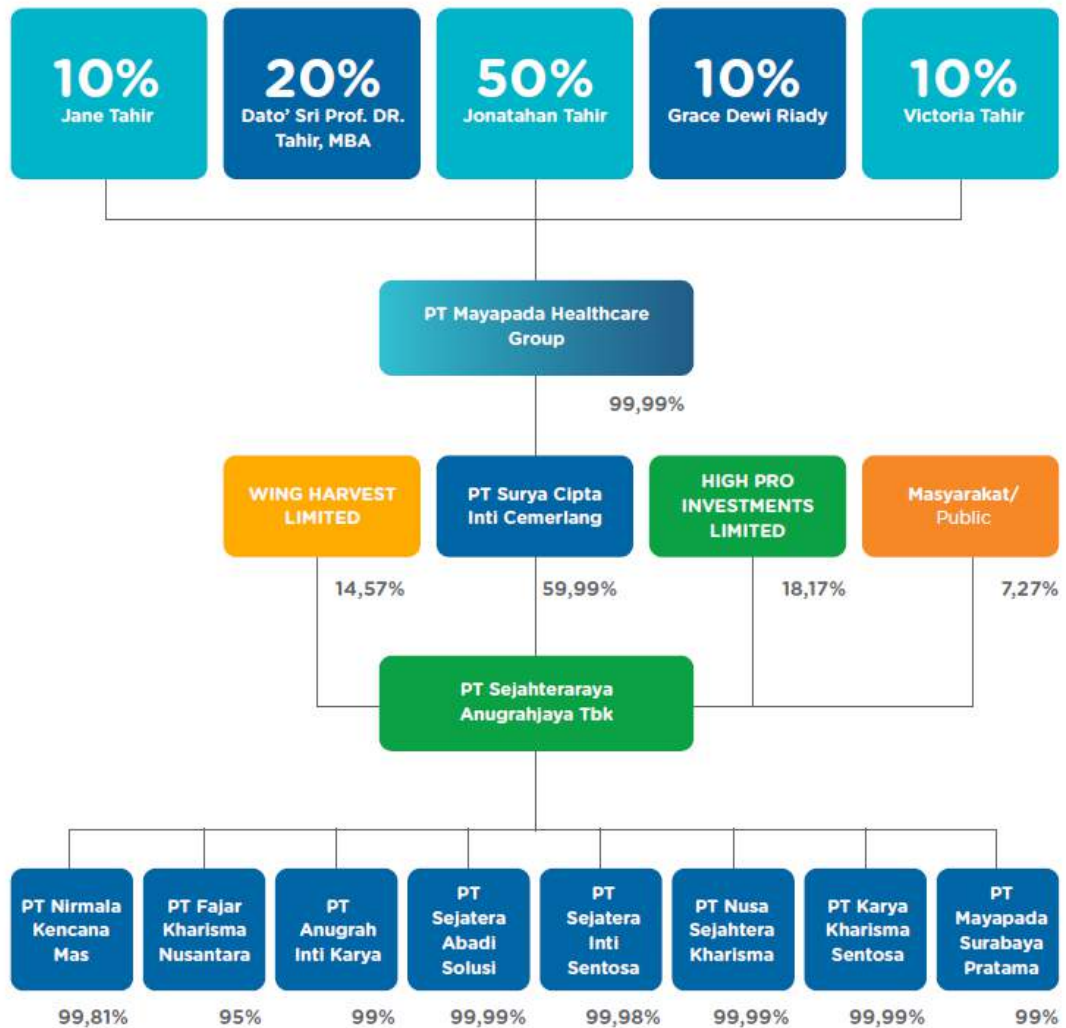 10%
Jane Tahir
20%
Dato' Sri Prof. DR.
Tahir, MBA
50%
Jonatahan Tahir
10%
Grace Dewi Riady
10%
Victoria Tahir
PT Mayapada Healthcare
Group
99,99%
WING HARVEST
LIMITED
PT Surya Cipta
Inti Cemerlang
HIGH PRO
INVESTMENTS
LIMITED
Masyarakat/
Public
14,57%
59,99%
18,17%
7,27%
PT Sejahteraraya
Anugrahjaya Tbk
PT Nirmala
Kencana
Mas
PT Fajar
Kharisma
Nusantara
PT
Anugrah
Inti Karya
PT
Sejatera
Abadi
Solusi
PT
Sejatera
Inti
Sentosa
PT Nusa
Sejahtera
Kharisma
PT Karya
Kharisma
Sentosa
PT
Mayapada
Surabaya
Pratama
99,81%
95%
99%
99,99%
99,98%
99,99%
99,99%
99%